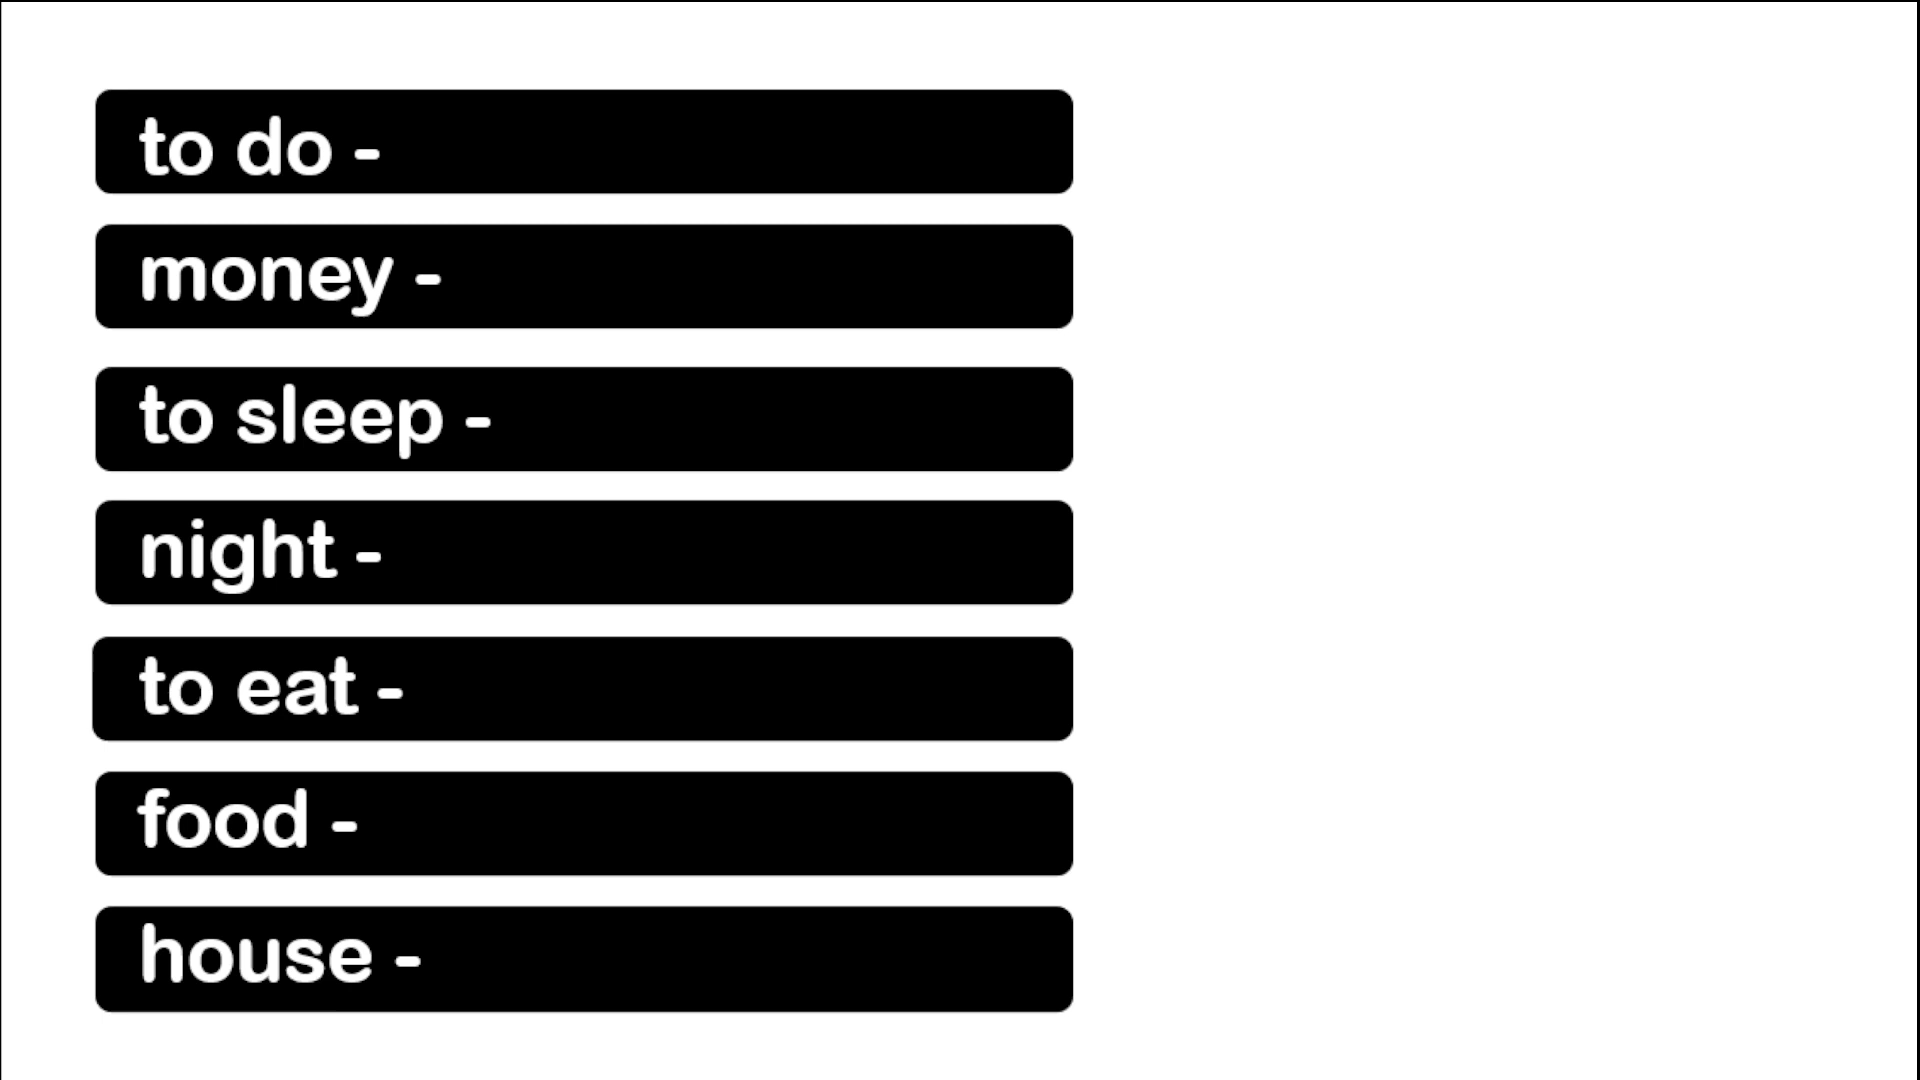 to do -
money -
to sleep -
night -
to eat -
food -
house -